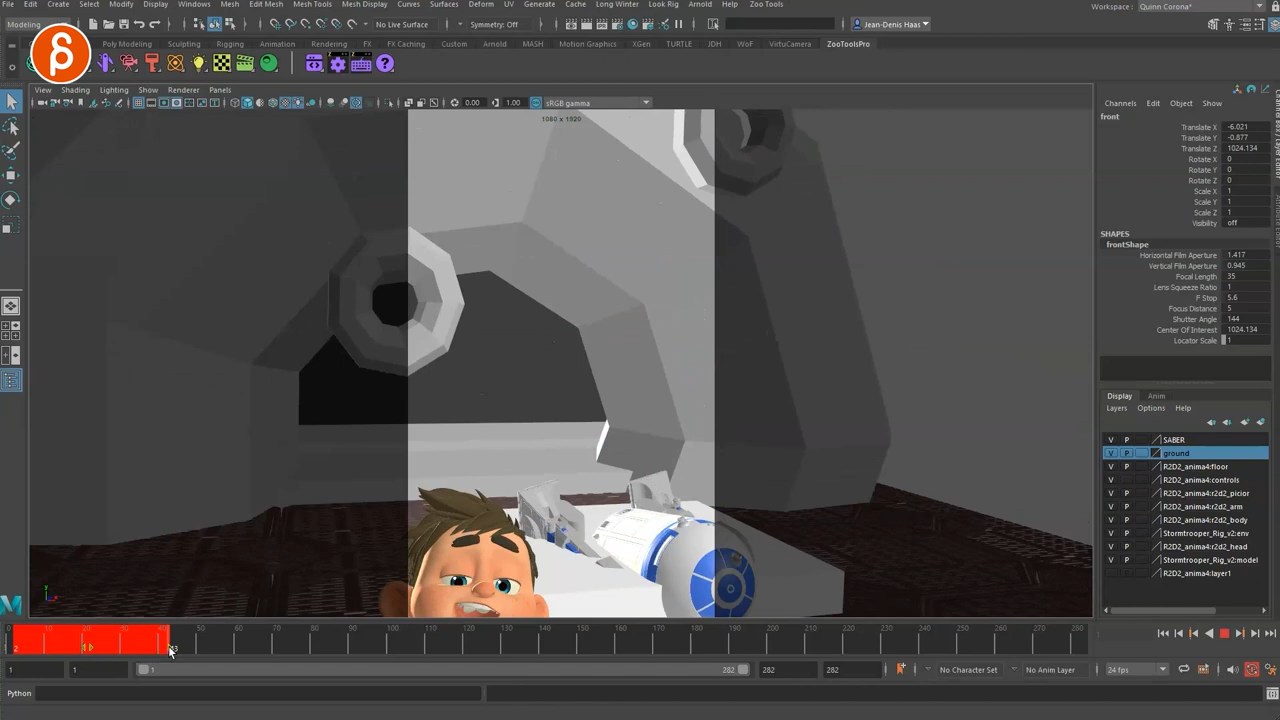 File Edit Create Select Modify Display Windows Mesh Edit Mesh Mesh Tools Mesh Display Curves Surfaces Deform UV Generate Cache Long Winter Look Rig Arnold Help Zoo Tools
Workspace : Quinn Corona*
Modeling No Live Surface Symmetry: Off Jean-Denis Haas
Poly Modeling Sculpting Rigging Animation Rendering FX FX Caching Custom Arnold MASH Motion Graphics XGen TURTLE JDH WoF VirtuCamera ZooToolsPro
View Shading Lighting Show Renderer Panels
0.00 1.00 sRGB gamma
1080 x 1920
Channels Edit Object Show
front
Translate X -6.021
Translate Y -0.877
Translate Z 1024.134
Rotate X 0
Rotate Y 0
Rotate Z 0
Scale X 1
Scale Y 1
Scale Z 1
Visibility off
SHAPES
frontShape
Horizontal Film Aperture 1.417
Vertical Film Aperture 0.945
Focal Length 35
Lens Squeeze Ratio 1
F Stop 5.6
Focus Distance 5
Shutter Angle 144
Center Of Interest 1024.134
Locator Scale 1
Display Anim
Layers Options Help
V P SABER
V P ground
V P R2D2_anima4:floor
V R2D2_anima4:controls
V P R2D2_anima4:r2d2_picior
V P R2D2_anima4:r2d2_arm
V P R2D2_anima4:r2d2_body
V P Stormtrooper_Rig_v2:env
V P R2D2_anima4:r2d2_head
V P Stormtrooper_Rig_v2:model
R2D2_anima4:layer1
0 10 20 30 40 50 60 70 80 90 100 110 120 130 140 150 160 170 180 190 200 210 220 230 240 250 260 270 280
2
1 1 1 282 282 282 No Character Set No Anim Layer 24 fps
Python